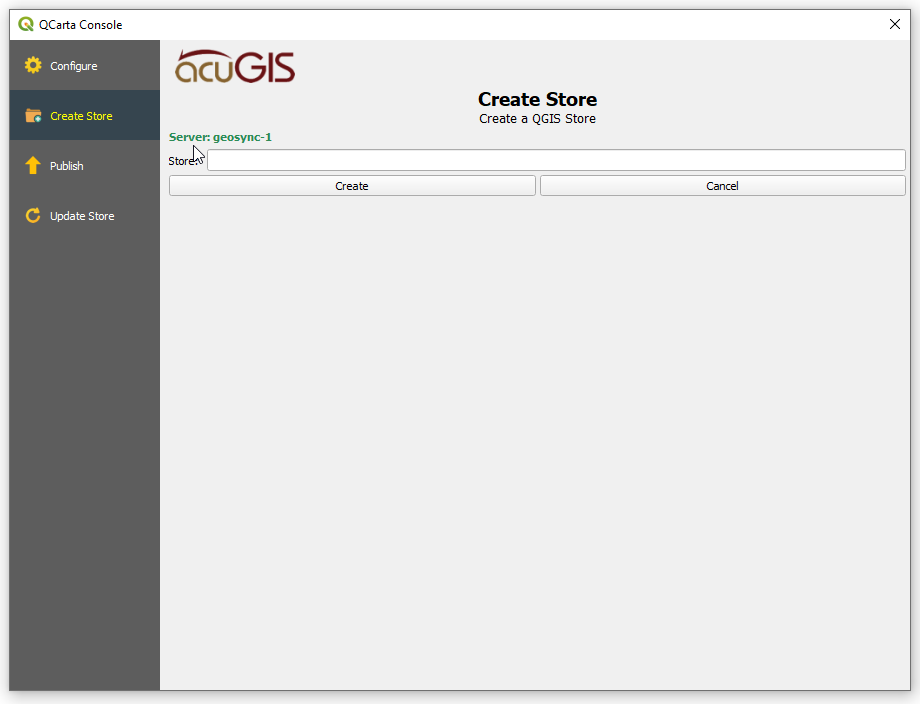 QCarta Console
Configure
Create Store
Publish
Update Store
acuGIS
Create Store
Create a QGIS Store
Server: geosync-1
Store:
Create
Cancel